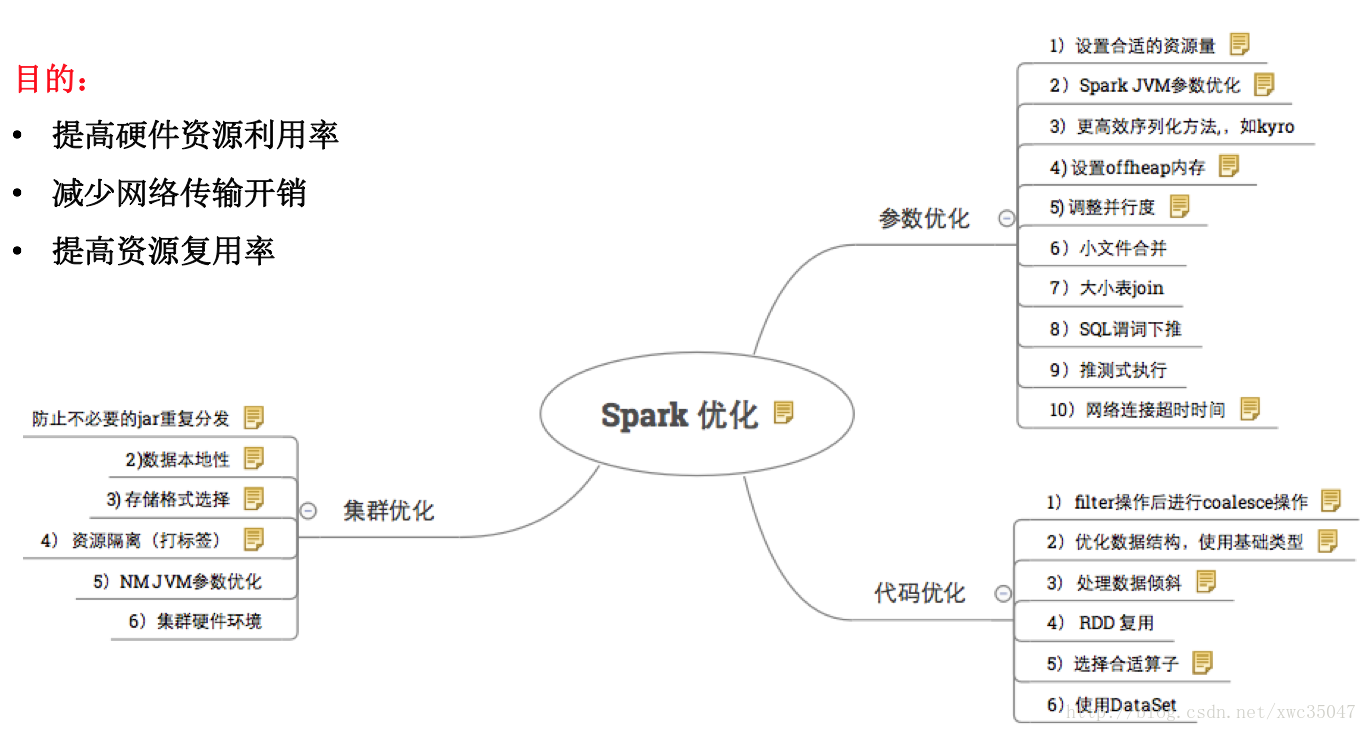 目的：
• 提高硬件资源利用率
• 减少网络传输开销
• 提高资源复用率
Spark 优化
参数优化
1）设置合适的资源量
2）Spark JVM参数优化
3）更高效序列化方法,，如kyro
4) 设置offheap内存
5) 调整并行度
6）小文件合并
7）大小表join
8）SQL谓词下推
9）推测式执行
10）网络连接超时时间
集群优化
防止不必要的jar重复分发
2)数据本地性
3) 存储格式选择
4） 资源隔离（打标签）
5）NM JVM参数优化
6）集群硬件环境
代码优化
1） filter操作后进行coalesce操作
2）优化数据结构，使用基础类型
3） 处理数据倾斜
4） RDD 复用
5）选择合适算子
6）使用DataSet
http://blog.csdn.net/xwc35047